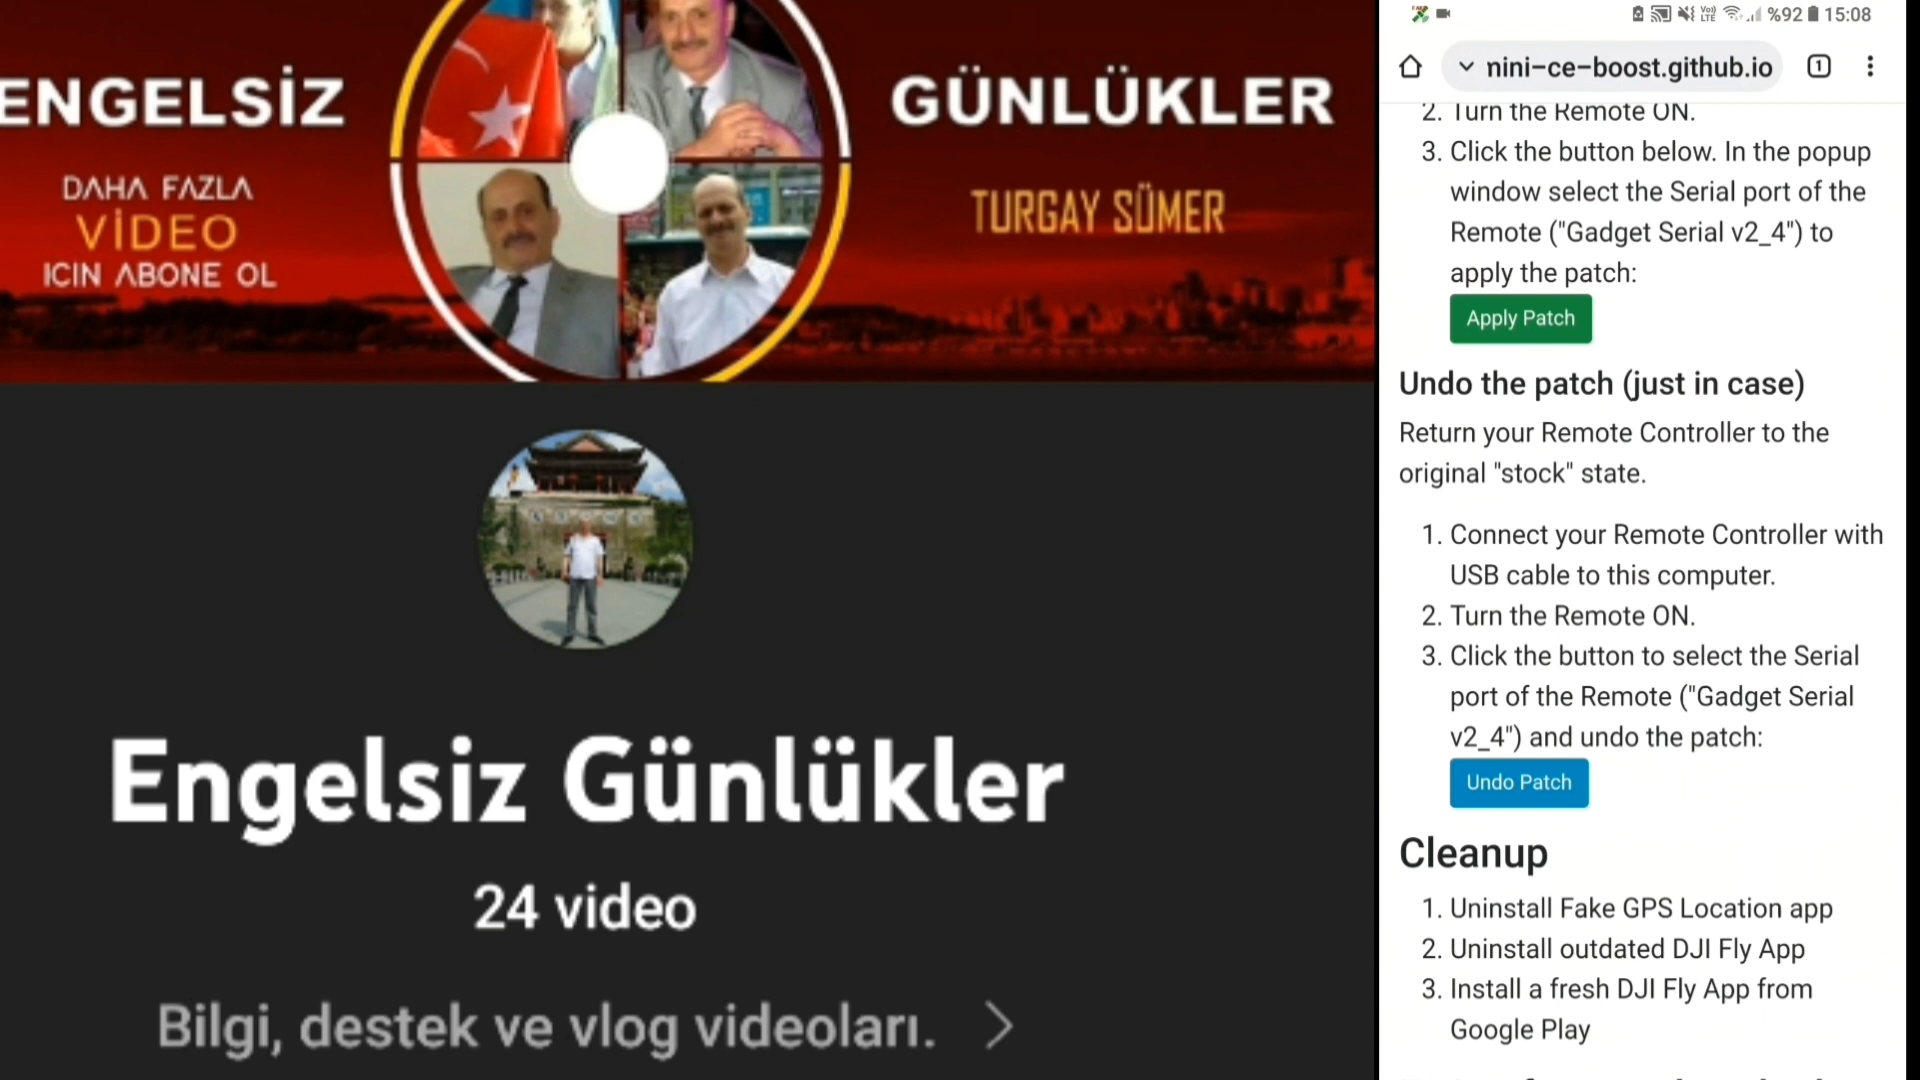 ENGELSİZ
GÜNLÜKLER
DAHA FAZLA
VİDEO
ICIN ABONE OL
TURGAY SÜMER
Engelsiz Günlükler
24 video
Bilgi, destek ve vlog videoları.
%92 15:08
nini-ce-boost.github.io
1
2. Turn the Remote ON.
3. Click the button below. In the popup
window select the Serial port of the
Remote ("Gadget Serial v2_4") to
apply the patch:
Apply Patch
Undo the patch (just in case)
Return your Remote Controller to the
original "stock" state.
1. Connect your Remote Controller with
USB cable to this computer.
2. Turn the Remote ON.
3. Click the button to select the Serial
port of the Remote ("Gadget Serial
v2_4") and undo the patch:
Undo Patch
Cleanup
1. Uninstall Fake GPS Location app
2. Uninstall outdated DJI Fly App
3. Install a fresh DJI Fly App from
Google Play